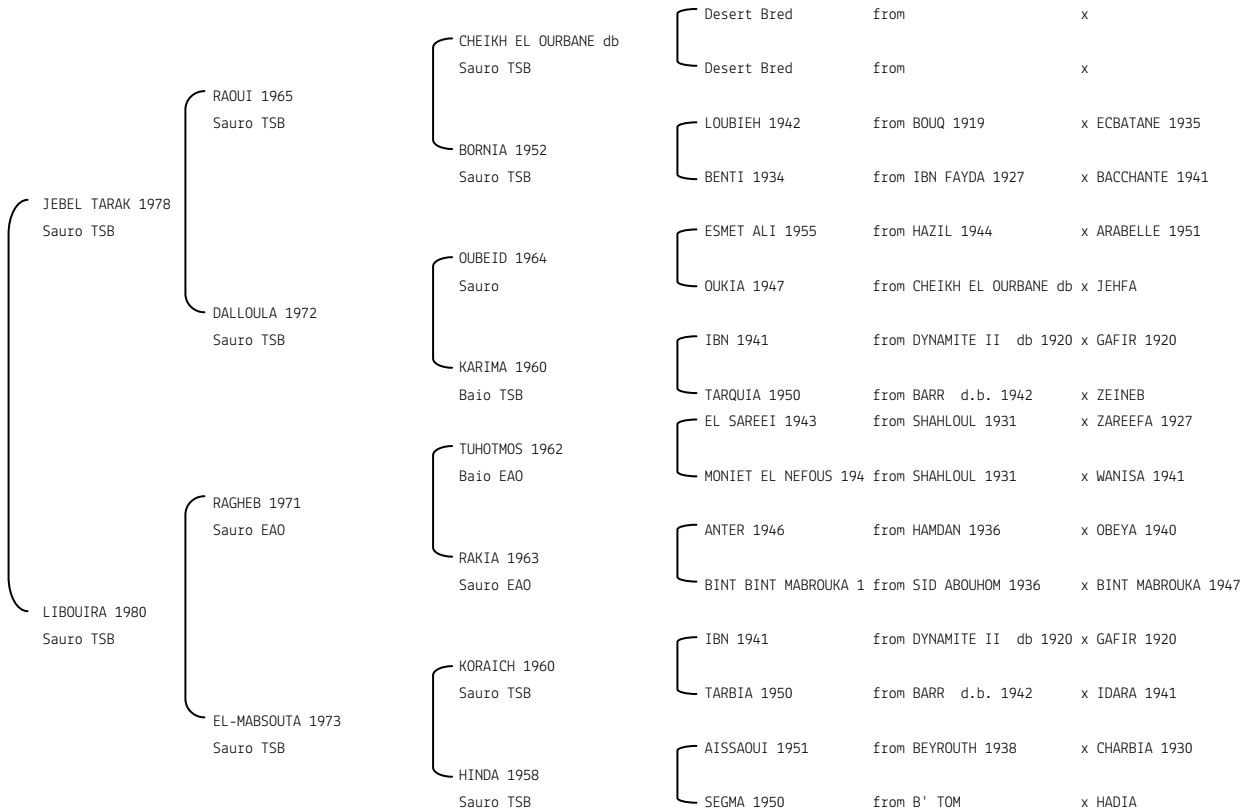 Desert Bred from x
CHEIKH EL OURBANE db
Sauro TSB Desert Bred from x
RAOUI 1965
Sauro TSB LOUBIEH 1942 from BOUQ 1919 x ECBATANE 1935
BORNIA 1952
Sauro TSB BENTI 1934 from IBN FAYDA 1927 x BACCHANTE 1941
JEBEL TARAK 1978
Sauro TSB ESMET ALI 1955 from HAZIL 1944 x ARABELLE 1951
OUBEID 1964
Sauro OUKIA 1947 from CHEIKH EL OURBANE db x JEHFA
DALLOULA 1972
Sauro TSB IBN 1941 from DYNAMITE II db 1920 x GAFIR 1920
KARIMA 1960
Baio TSB TARQUIA 1950 from BARR d.b. 1942 x ZEINEB
EL SAREEI 1943 from SHAHLOUL 1931 x ZAREEFA 1927
TUHOTMOS 1962
Baio EAO MONIET EL NEFOUS 194 from SHAHLOUL 1931 x WANISA 1941
RAGHEB 1971
Sauro EAO ANTER 1946 from HAMDAN 1936 x OBEYA 1940
RAKIA 1963
Sauro EAO BINT BINT MABROUKA 1 from SID ABOUHOM 1936 x BINT MABROUKA 1947
LIBOUIRA 1980
Sauro TSB IBN 1941 from DYNAMITE II db 1920 x GAFIR 1920
KORAICH 1960
Sauro TSB TARBIA 1950 from BARR d.b. 1942 x IDARA 1941
EL-MABSOUTA 1973
Sauro TSB AISSAOUI 1951 from BEYROUTH 1938 x CHARBIA 1930
HINDA 1958
Sauro TSB SEGMA 1950 from B' TOM x HADIA